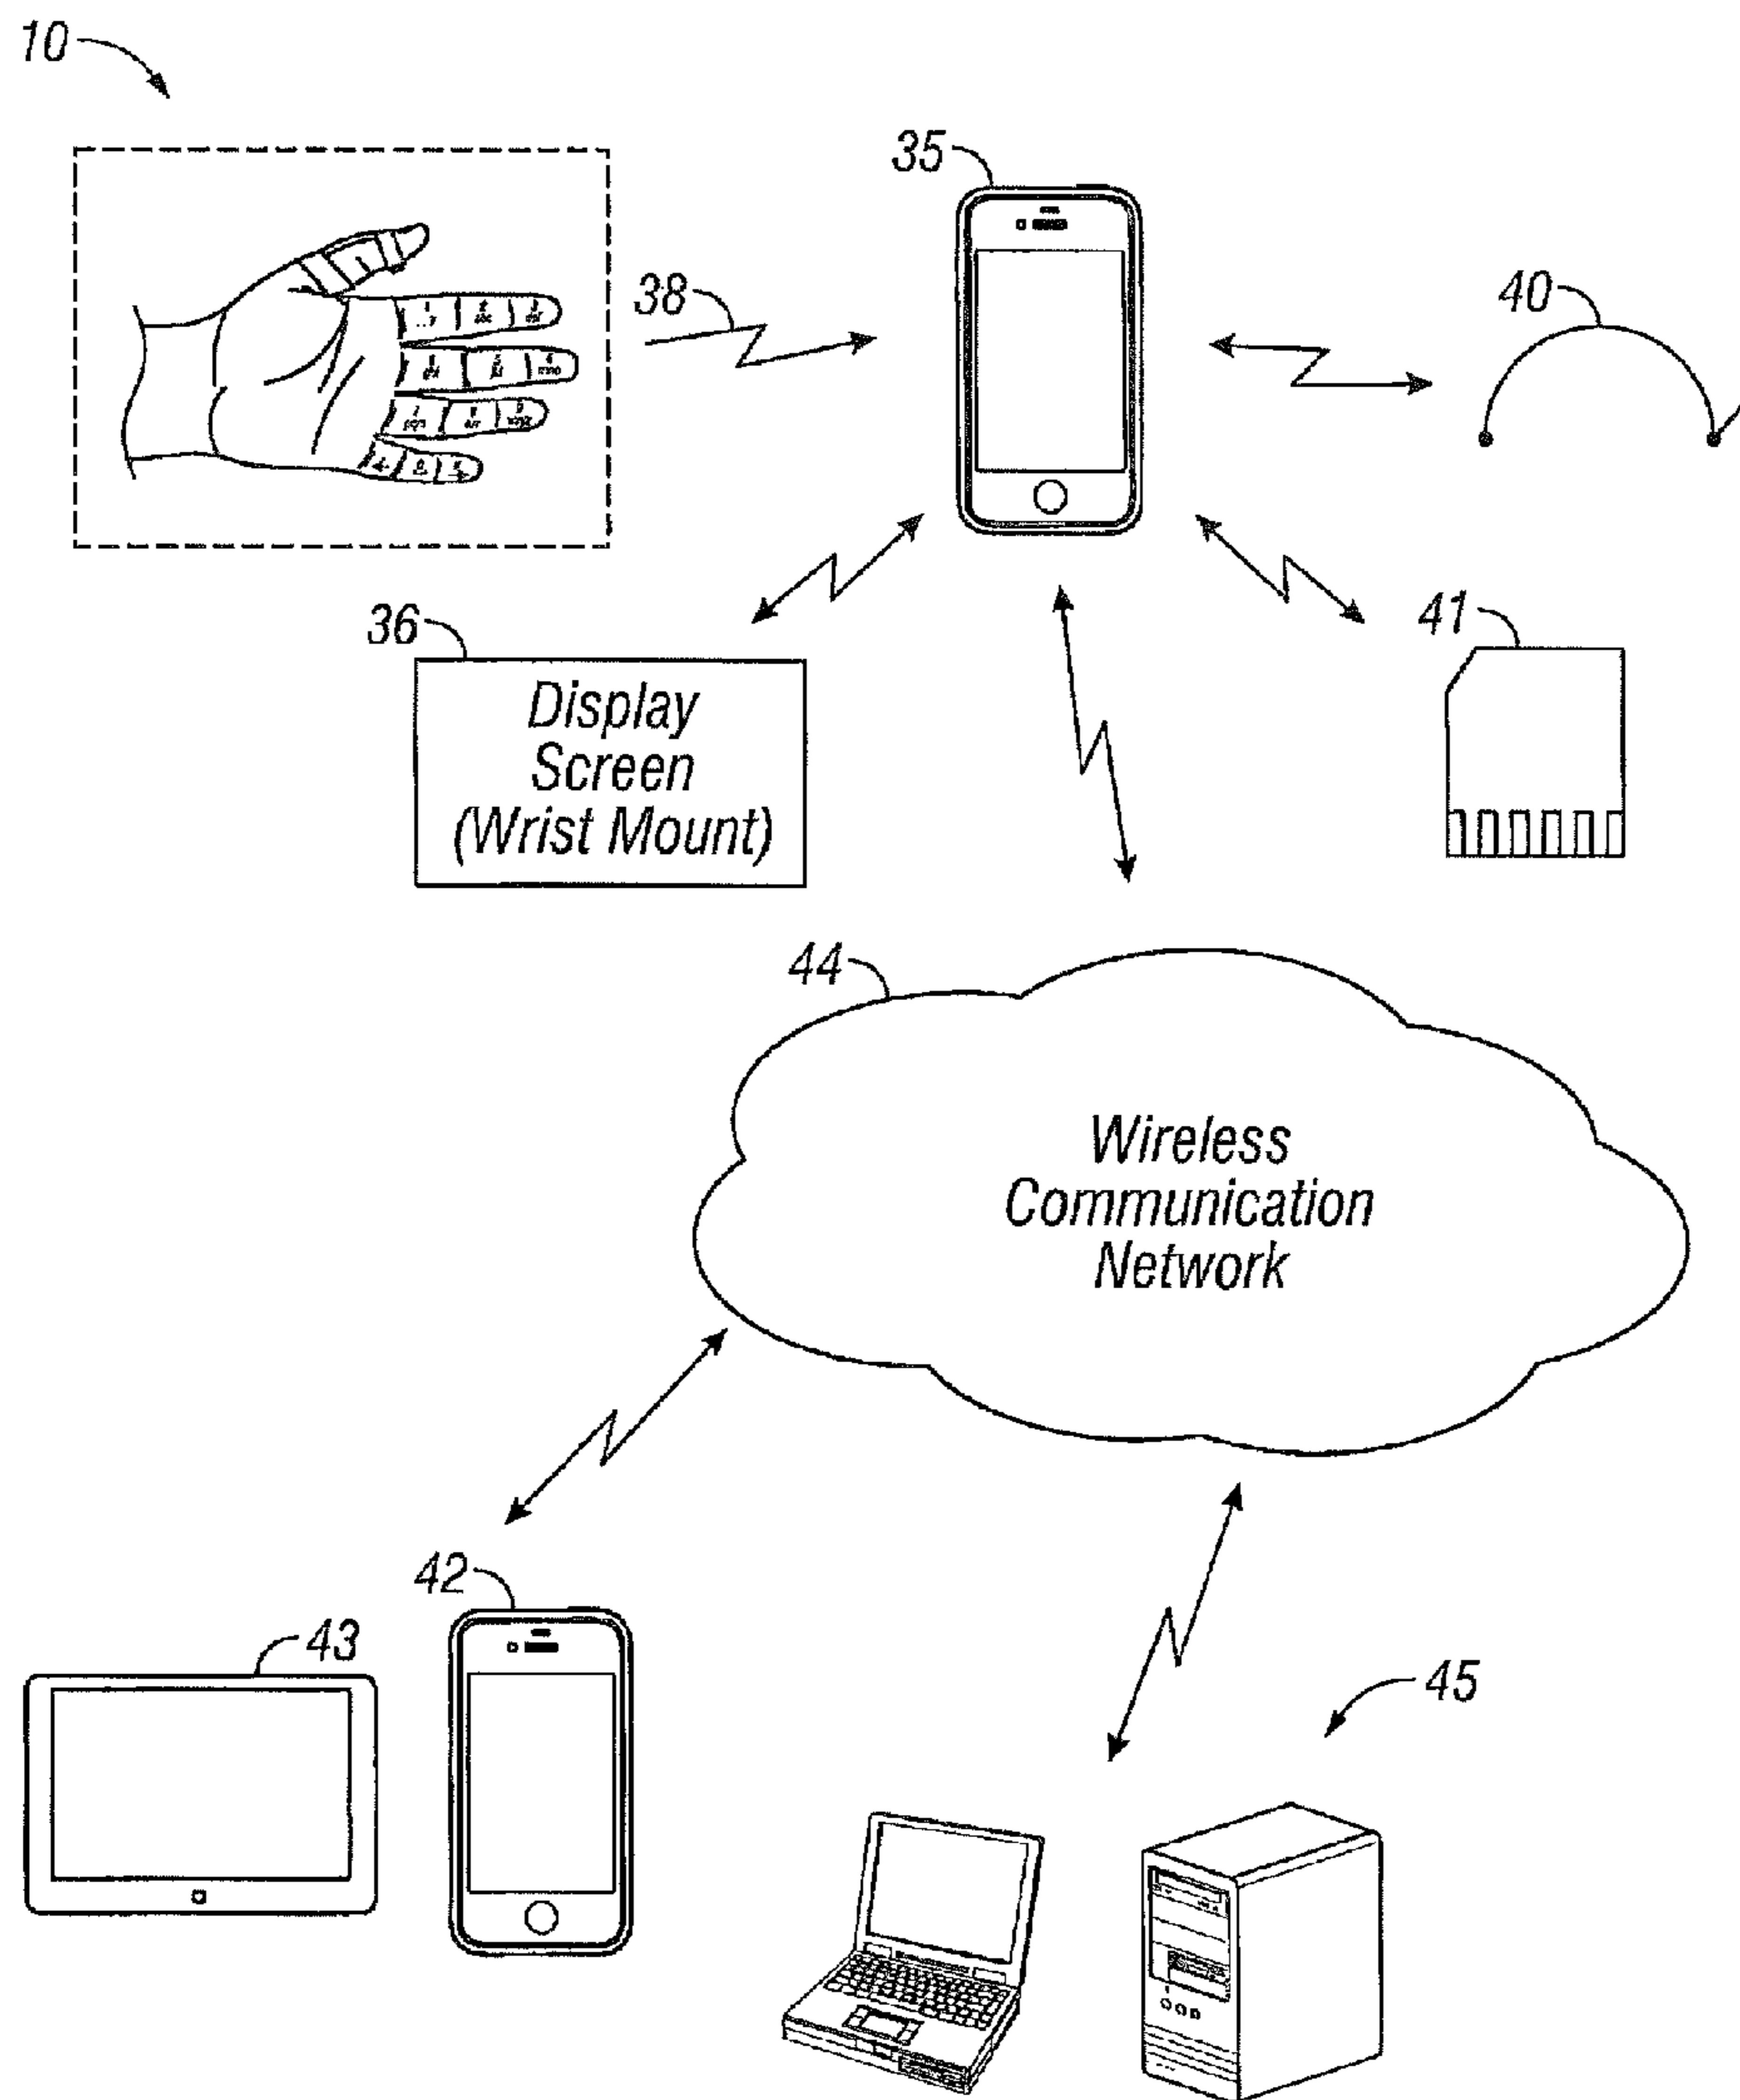 10
35
38
40
36
Display
Screen
(Wrist Mount)
41
44
Wireless
Communication
Network
42
43
45